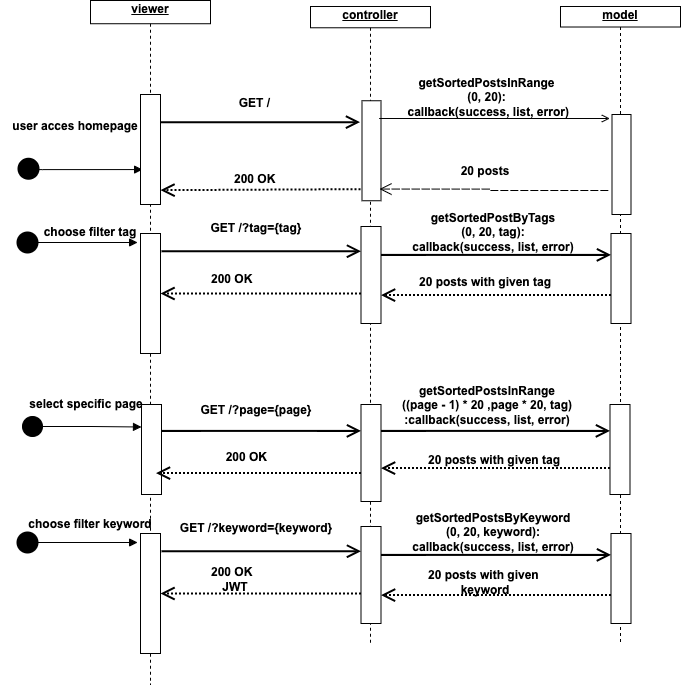 viewer
controller
model
getSortedPostsInRange
(0, 20):
callback(success, list, error)
GET /
user acces homepage
200 OK
20 posts
choose filter tag
GET /?tag={tag}
getSortedPostByTags
(0, 20, tag):
callback(success, list, error)
200 OK
20 posts with given tag
select specific page
GET /?page={page}
getSortedPostsInRange
((page - 1) * 20 ,page * 20, tag)
:callback(success, list, error)
200 OK
20 posts with given tag
choose filter keyword
GET /?keyword={keyword}
getSortedPostsByKeyword
(0, 20, keyword):
callback(success, list, error)
200 OK
JWT
20 posts with given
keyword